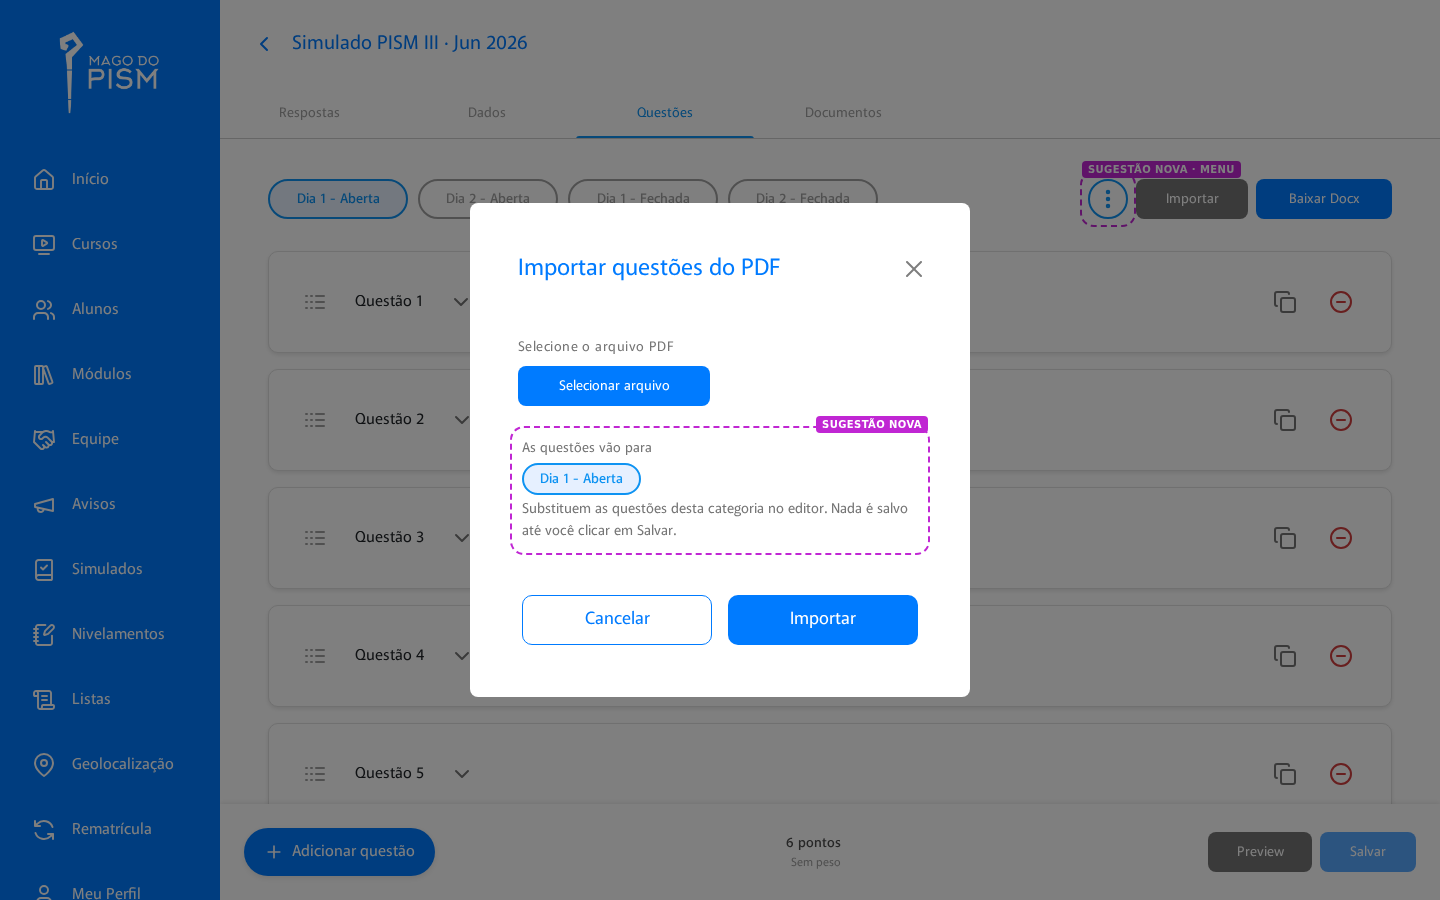 MAGO DO
PISM
Início
Cursos
Alunos
Módulos
Equipe
Avisos
Simulados
Nivelamentos
Listas
Geolocalização
Rematrícula
Meu Perfil
Simulado PISM III · Jun 2026
Respostas
Dados
Questões
Documentos
SUGESTÃO NOVA · MENU
Dia 1 - Aberta
Dia 2 - Aberta
Dia 1 - Fechada
Dia 2 - Fechada
Importar
Baixar Docx
Questão 1
Questão 2
Questão 3
Questão 4
Questão 5
Importar questões do PDF
Selecione o arquivo PDF
Selecionar arquivo
SUGESTÃO NOVA
As questões vão para
Dia 1 - Aberta
Substituem as questões desta categoria no editor. Nada é salvo
até você clicar em Salvar.
Cancelar
Importar
Adicionar questão
6 pontos
Sem peso
Preview
Salvar